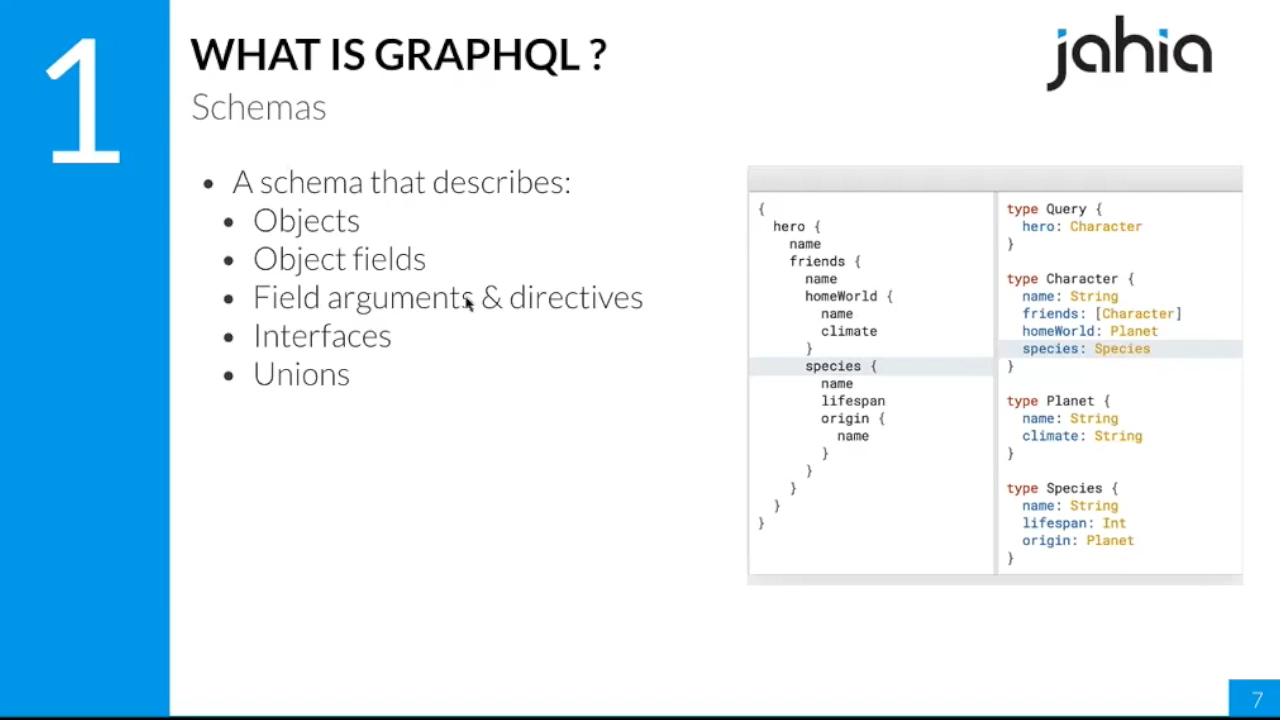 1
WHAT IS GRAPHQL ?
jahia
Schemas
• A schema that describes:
• Objects
• Object fields
• Field arguments & directives
• Interfaces
• Unions
{
  hero {
    name
    friends {
      name
      homeWorld {
        name
        climate
      }
      species {
        name
        lifespan
        origin {
          name
        }
      }
    }
  }
}
type Query {
  hero: Character
}
type Character {
  name: String
  friends: [Character]
  homeWorld: Planet
  species: Species
}
type Planet {
  name: String
  climate: String
}
type Species {
  name: String
  lifespan: Int
  origin: Planet
}
7